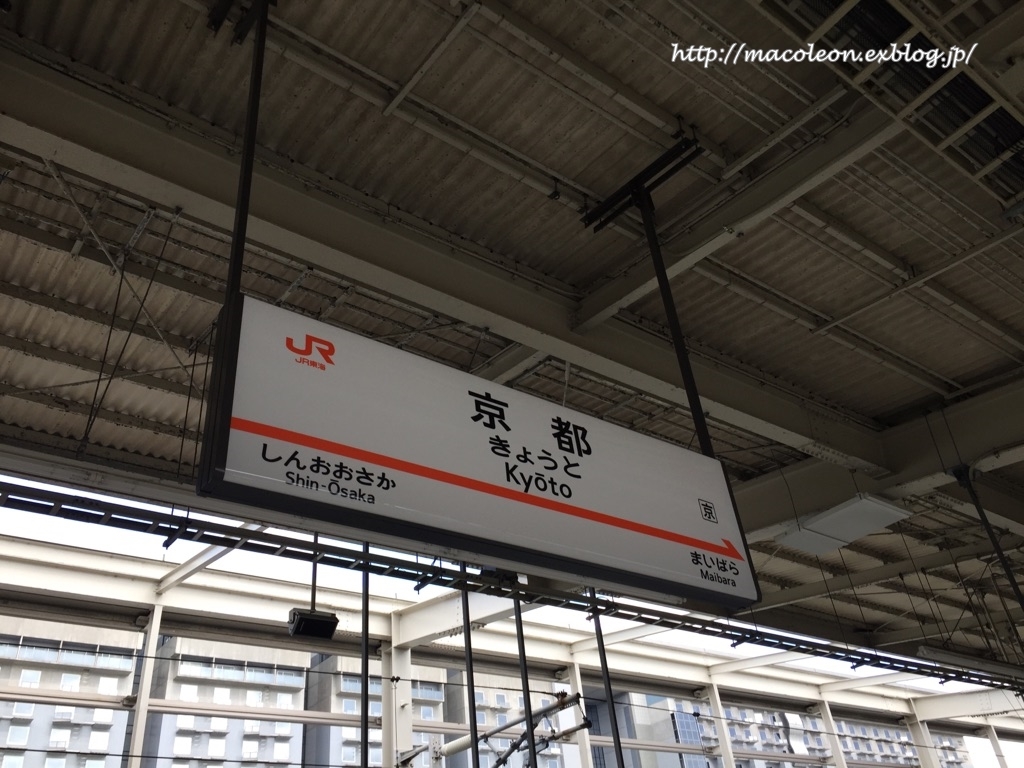 http://macoleon.exblog.jp/
JR
JR東海
京都
きょうと
Kyōto
京
しんおおさか
Shin-Ōsaka
まいばら
Maibara